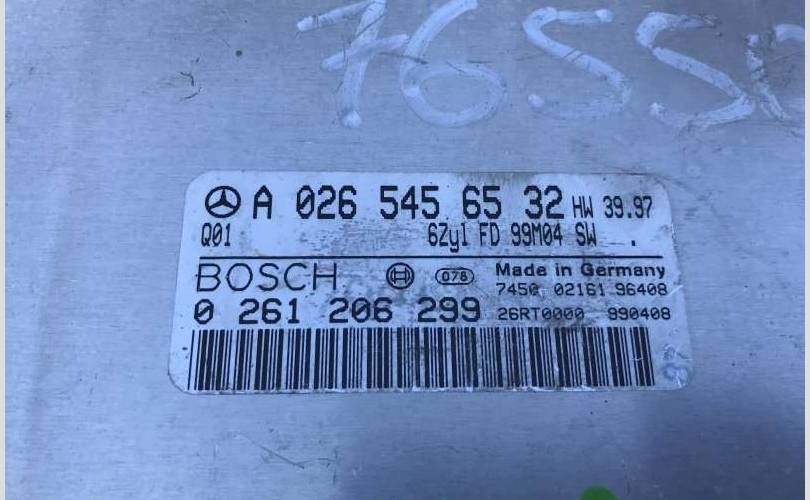 76SS
A 026 545 65 32 HW 39.97
Q01 6Zyl FD 99M04 SW .
BOSCH 078 Made in Germany
7450 02161 96408
0 261 206 299 26RT0000 990408